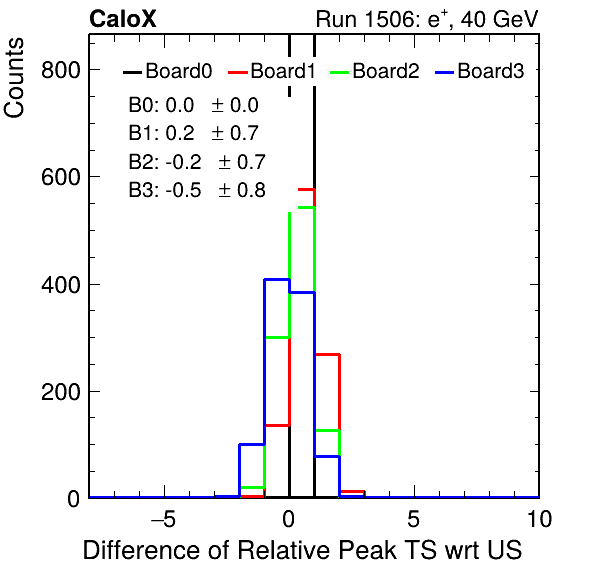 CaloX Run 1506: e+, 40 GeV
Counts
Board0 Board1 Board2 Board3
B0: 0.0 ± 0.0
B1: 0.2 ± 0.7
B2: -0.2 ± 0.7
B3: -0.5 ± 0.8
800
600
400
200
0
−5 0 5 10
Difference of Relative Peak TS wrt US